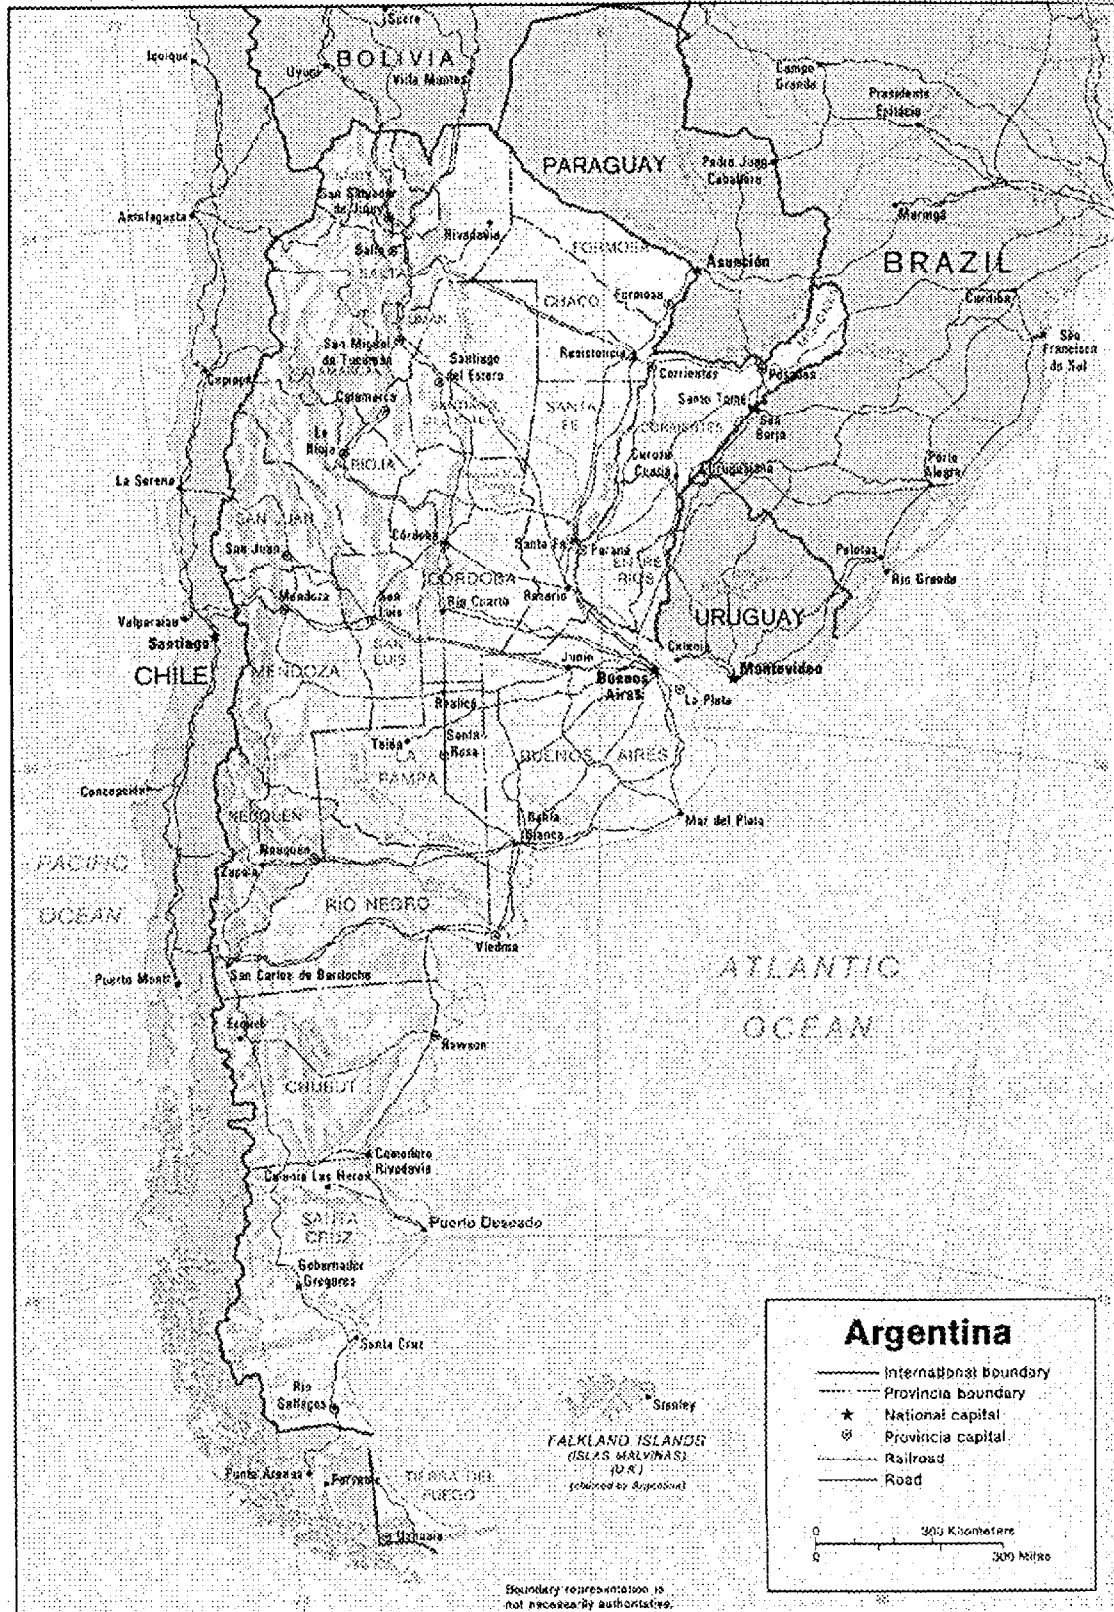 Sucre
Iquique
BOLIVIA
Uyuni
Villa Montes
Campo
Grande
Presidente
Epitácio
PARAGUAY
Pedro Juan
Caballero
San Salvador
de Jujuy
Antofagasta
Maringá
Rivadavia
Salta
SALTA
FORMOSA
Asunción
BRAZIL
CHACO
Formosa
Curitiba
São
Francisco
do Sul
San Miguel
de Tucumán
Resistencia
Santiago
del Estero
Corrientes
Posadas
Copiapó
Catamarca
Santo Tomé
SANTA
FE
San
Borja
CORRIENTES
La
Rioja
LA RIOJA
Curuzú
Cuatiá
Uruguaiana
Porto
Alegre
La Serena
SAN JUAN
San Juan
Córdoba
Santa Fe
Paraná
Pelotas
ENTRE
RIOS
CÓRDOBA
Rio Grande
Mendoza
San
Luis
Río Cuarto
Rosario
Valparaíso
URUGUAY
Santiago
SAN
LUIS
CHILE
MENDOZA
Junín
Buenos
Aires
Montevideo
La Plata
Realicó
Santa
Rosa
LA
PAMPA
BUENOS AIRES
Concepción
NEUQUÉN
Bahía
Blanca
Mar del Plata
Neuquén
Zapala
PACIFIC
OCEAN
RÍO NEGRO
Viedma
San Carlos de Bariloche
Puerto Montt
ATLANTIC
OCEAN
Esquel
Rawson
CHUBUT
Comodoro
Rivadavia
Colonia Las Heras
SANTA
CRUZ
Puerto Deseado
Gobernador
Gregores
Santa Cruz
Río
Gallegos
Stanley
FALKLAND ISLANDS
(ISLAS MALVINAS)
(U.K.)
(claimed by Argentina)
Punta Arenas
Porvenir
TIERRA DEL
FUEGO
Ushuaia
Argentina
International boundary
Provincia boundary
National capital
Provincia capital
Railroad
Road
0 300 Kilometers
0 300 Miles
Boundary representation is
not necessarily authoritative.